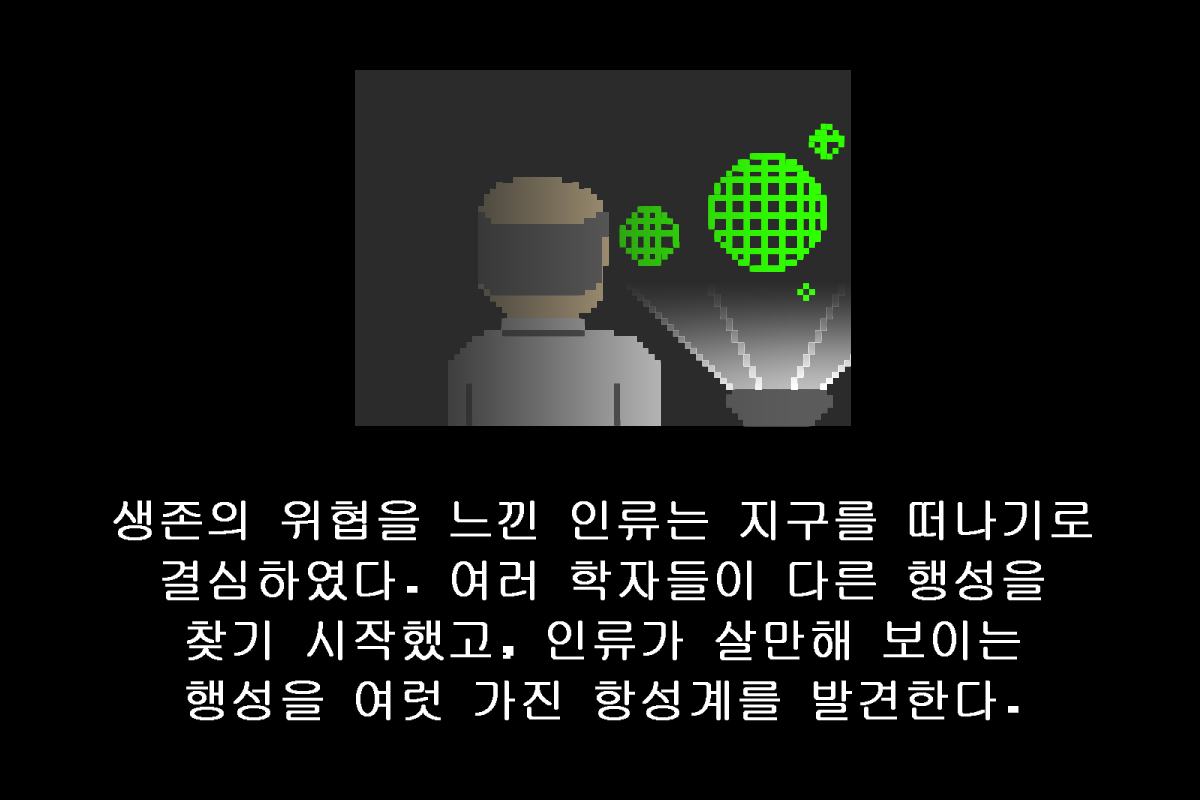 생존의 위협을 느낀 인류는 지구를 떠나기로
결심하였다. 여러 학자들이 다른 행성을
찾기 시작했고, 인류가 살만해 보이는
행성을 여럿 가진 항성계를 발견한다.